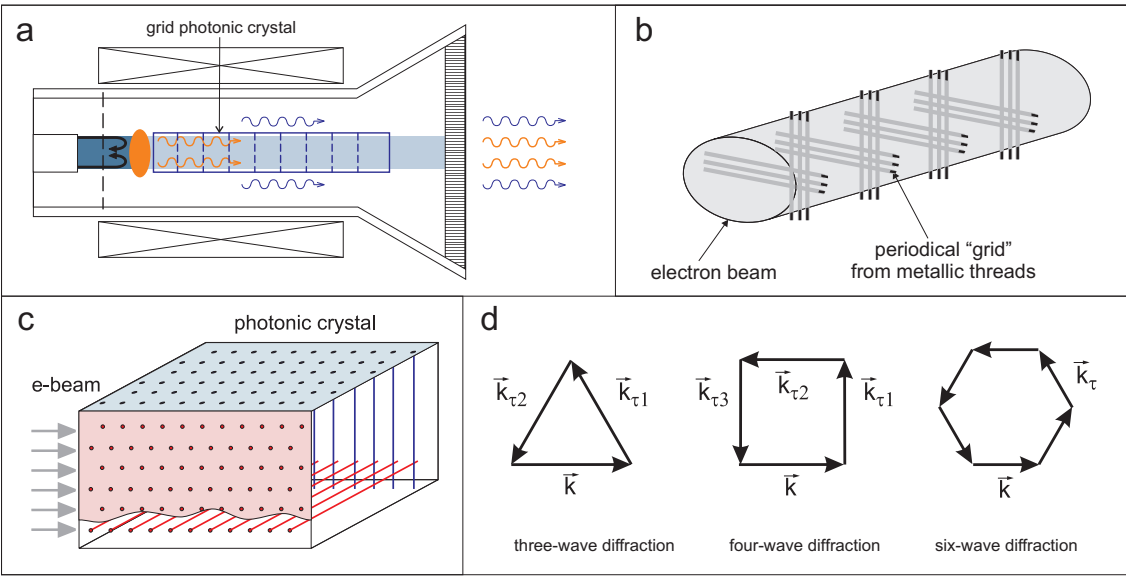 a
grid photonic crystal
b
electron beam
periodical “grid”
from metallic threads
c
photonic crystal
e-beam
d
k⃗τ2
k⃗τ1
k⃗
three-wave diffraction
k⃗τ3
k⃗τ2
k⃗τ1
k⃗
four-wave diffraction
k⃗τ
k⃗
six-wave diffraction